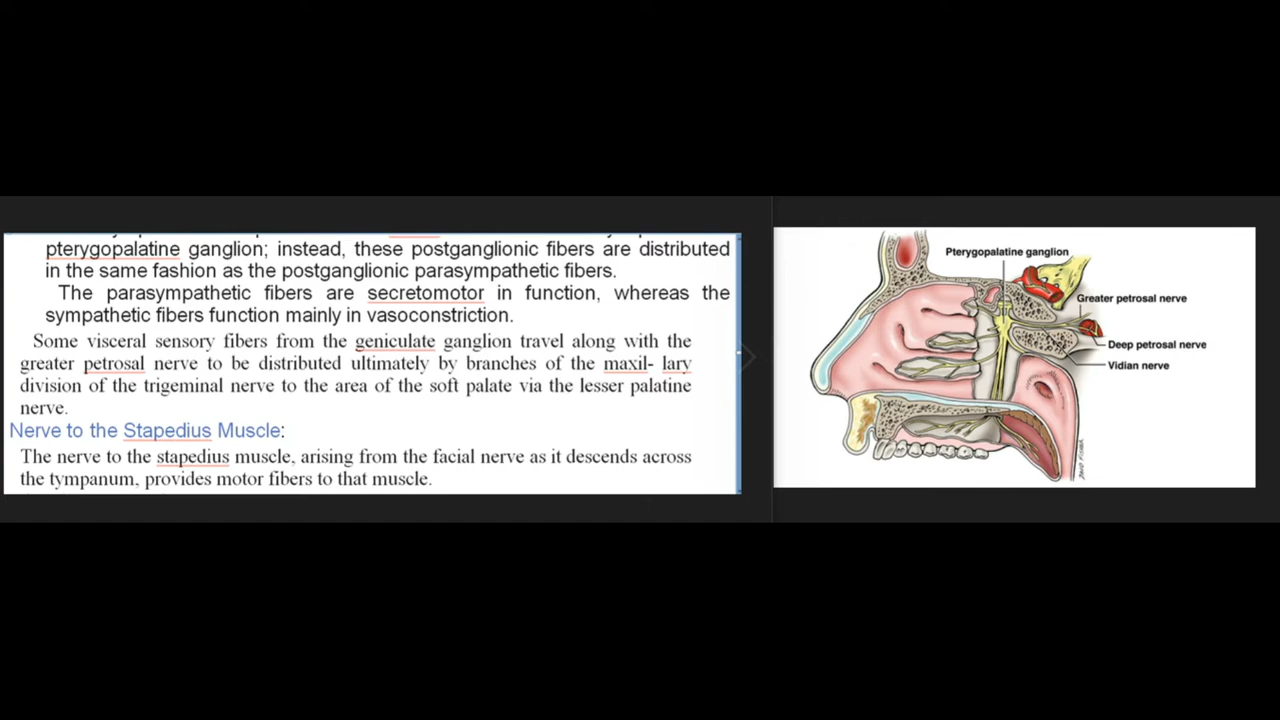 pterygopalatine ganglion; instead, these postganglionic fibers are distributed
in the same fashion as the postganglionic parasympathetic fibers.
The parasympathetic fibers are secretomotor in function, whereas the
sympathetic fibers function mainly in vasoconstriction.
Some visceral sensory fibers from the geniculate ganglion travel along with the
greater petrosal nerve to be distributed ultimately by branches of the maxil- lary
division of the trigeminal nerve to the area of the soft palate via the lesser palatine
nerve.
Nerve to the Stapedius Muscle:
The nerve to the stapedius muscle, arising from the facial nerve as it descends across
the tympanum, provides motor fibers to that muscle.
Pterygopalatine ganglion
Greater petrosal nerve
Deep petrosal nerve
Vidian nerve